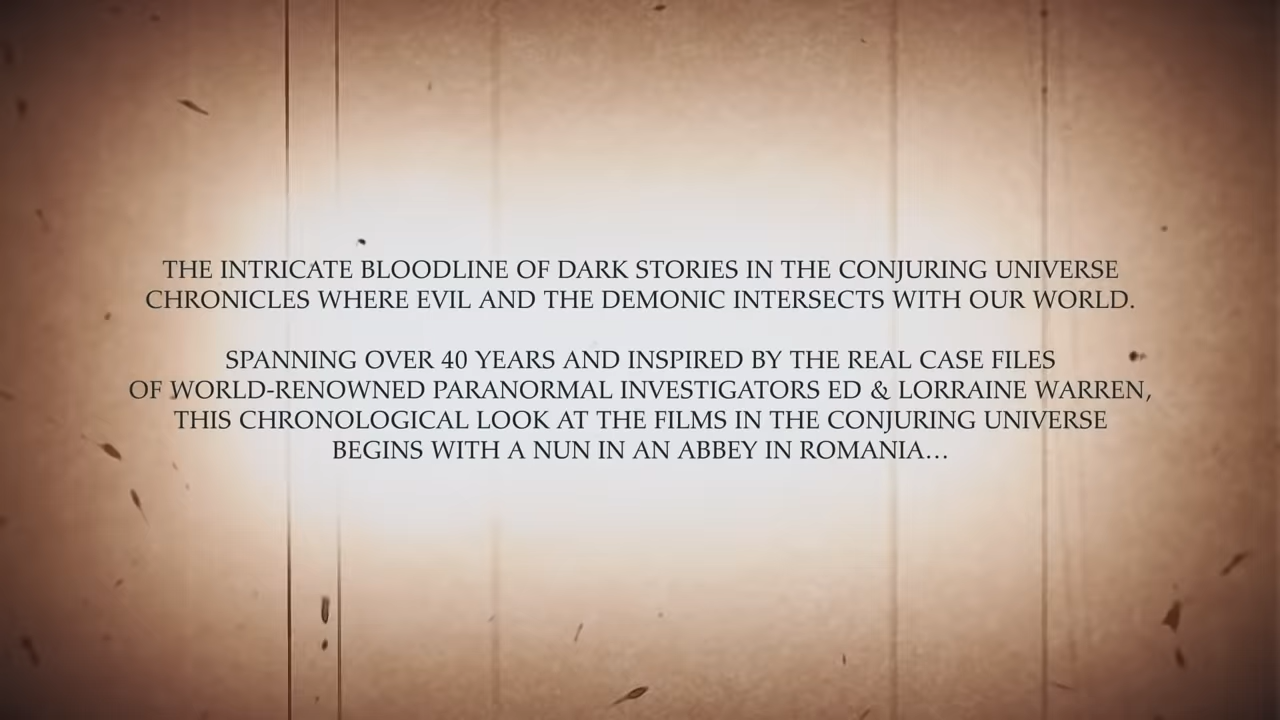 THE INTRICATE BLOODLINE OF DARK STORIES IN THE CONJURING UNIVERSE
CHRONICLES WHERE EVIL AND THE DEMONIC INTERSECTS WITH OUR WORLD.
SPANNING OVER 40 YEARS AND INSPIRED BY THE REAL CASE FILES
OF WORLD-RENOWNED PARANORMAL INVESTIGATORS ED & LORRAINE WARREN,
THIS CHRONOLOGICAL LOOK AT THE FILMS IN THE CONJURING UNIVERSE
BEGINS WITH A NUN IN AN ABBEY IN ROMANIA…